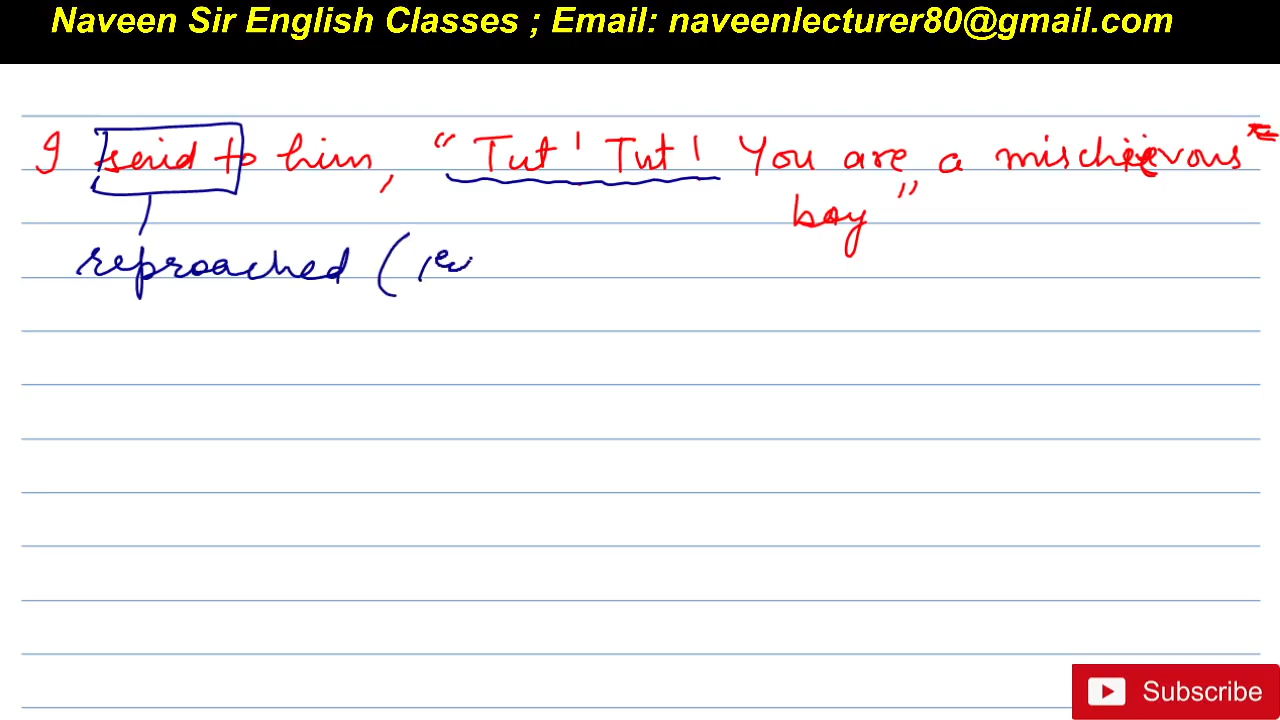 Naveen Sir English Classes ; Email: naveenlecturer80@gmail.com
I said to him, "Tut! Tut! You are a mischievous
boy"
reproached (
Subscribe